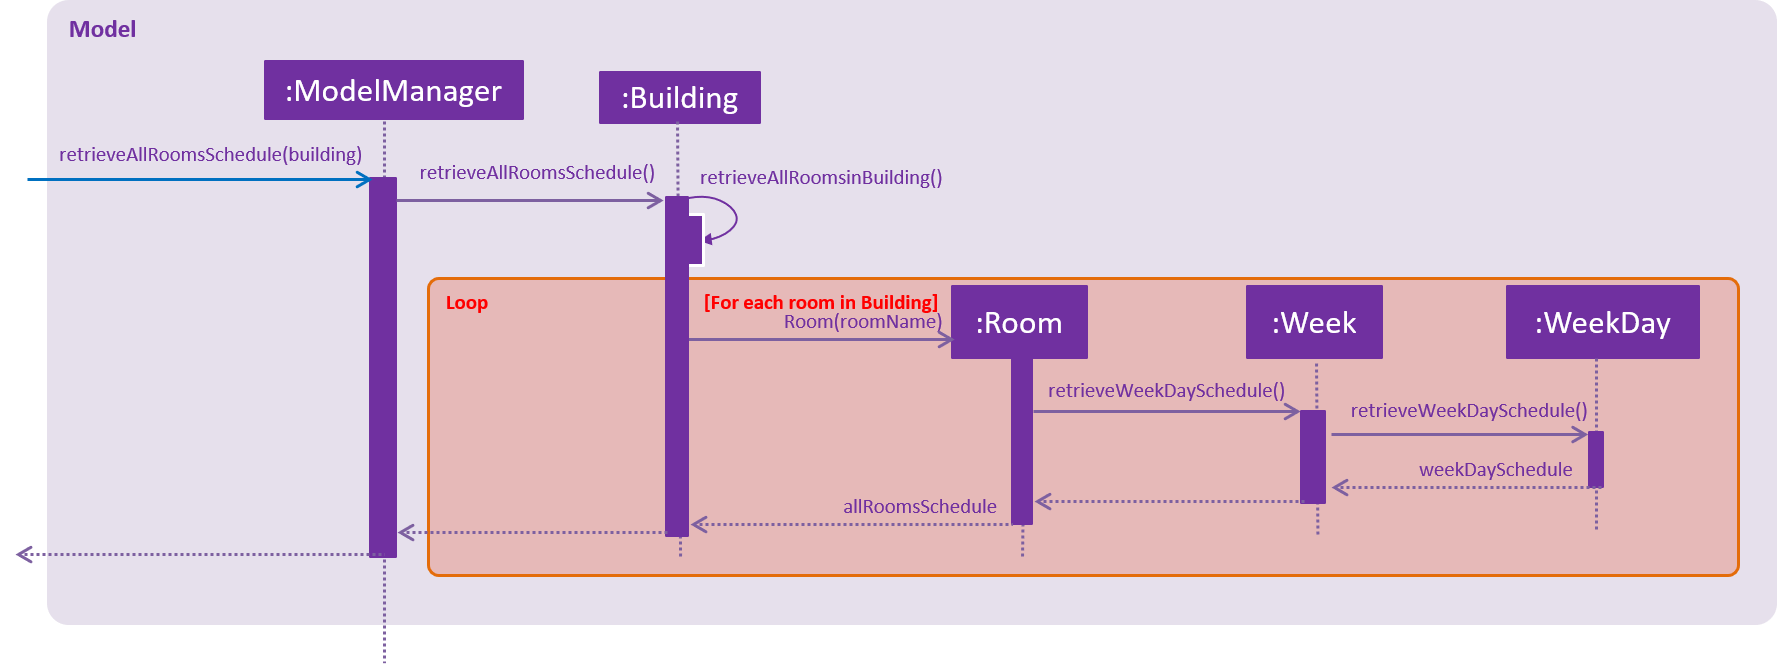 Model
:ModelManager
:Building
retrieveAllRoomsSchedule(building)
retrieveAllRoomsSchedule()
retrieveAllRoomsinBuilding()
Loop
[For each room in Building]
Room(roomName)
:Room
:Week
:WeekDay
retrieveWeekDaySchedule()
retrieveWeekDaySchedule()
weekDaySchedule
allRoomsSchedule